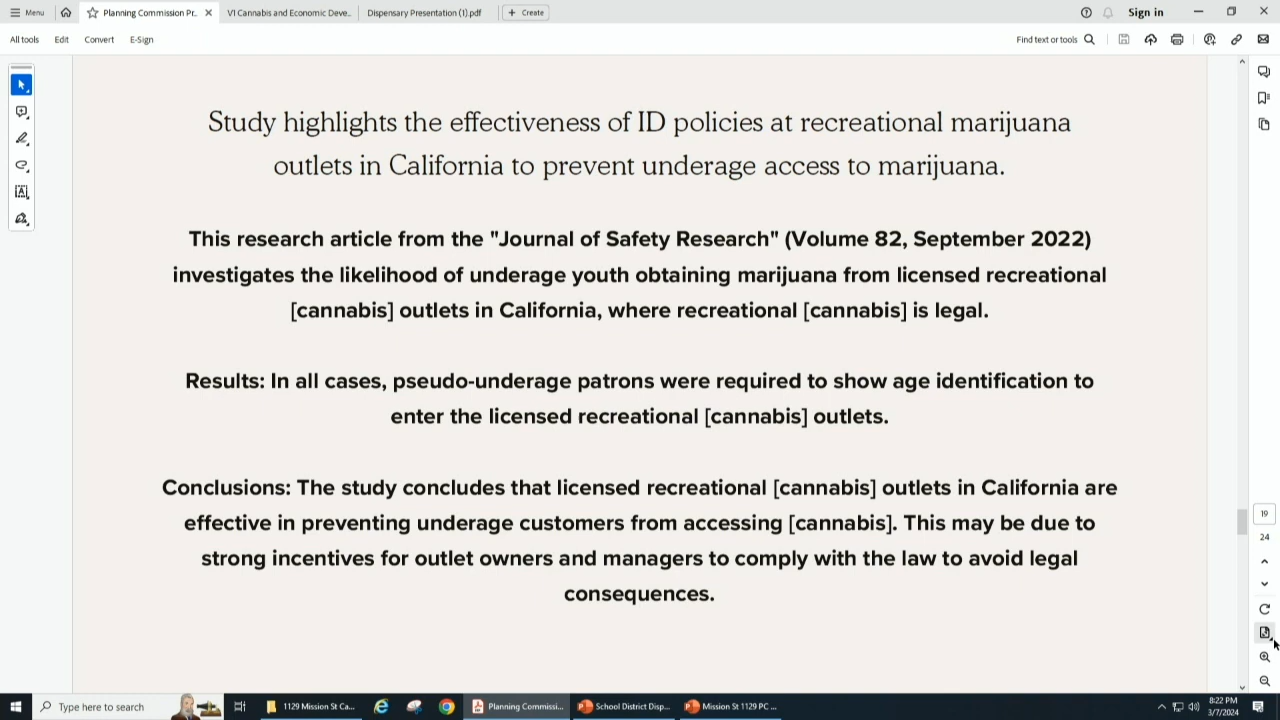 Menu
Planning Commission Pr...
VI Cannabis and Economic Deve...
Dispensary Presentation (1).pdf
+ Create
Sign in
All tools
Edit
Convert
E-Sign
Find text or tools
Study highlights the effectiveness of ID policies at recreational marijuana
outlets in California to prevent underage access to marijuana.
This research article from the "Journal of Safety Research" (Volume 82, September 2022)
investigates the likelihood of underage youth obtaining marijuana from licensed recreational
[cannabis] outlets in California, where recreational [cannabis] is legal.
Results: In all cases, pseudo-underage patrons were required to show age identification to
enter the licensed recreational [cannabis] outlets.
Conclusions: The study concludes that licensed recreational [cannabis] outlets in California are
effective in preventing underage customers from accessing [cannabis]. This may be due to
strong incentives for outlet owners and managers to comply with the law to avoid legal
consequences.
19
24
Type here to search
1129 Mission St Ca...
Planning Commissi...
School District Disp...
Mission St 1129 PC ...
8:22 PM
3/7/2024